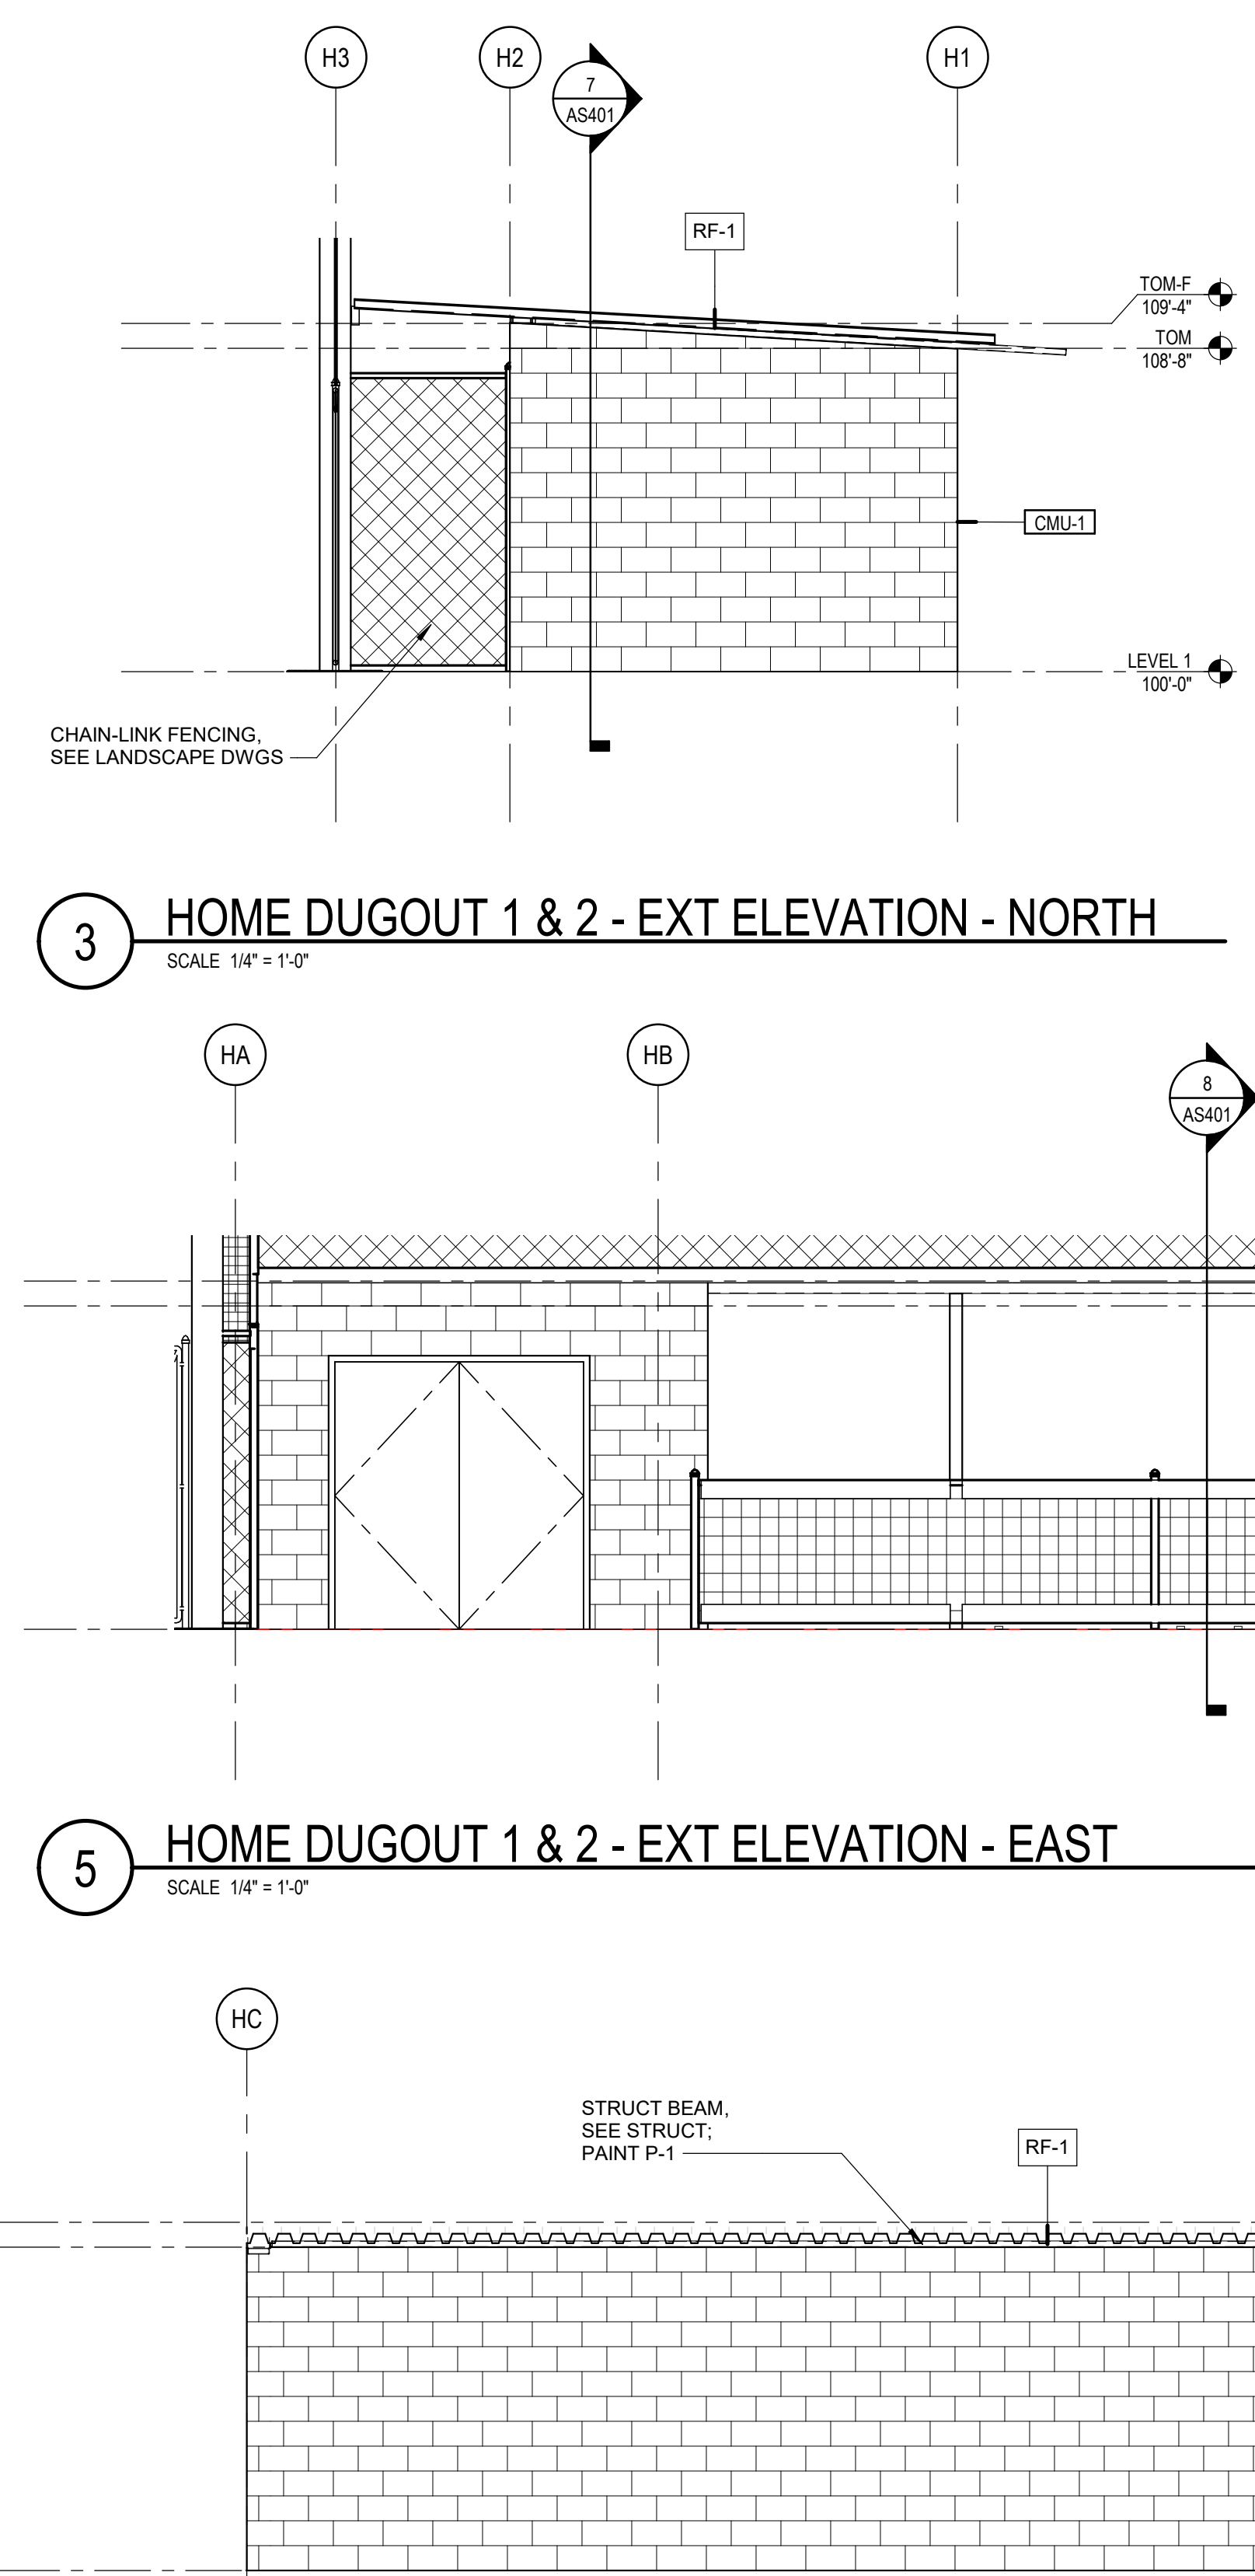 H3
H2
H1
7
AS401
RF-1
TOM-F
109'-4"
TOM
108'-8"
CMU-1
LEVEL 1
100'-0"
CHAIN-LINK FENCING,
SEE LANDSCAPE DWGS
3
HOME DUGOUT 1 & 2 - EXT ELEVATION - NORTH
SCALE 1/4" = 1'-0"
HA
HB
8
AS401
5
HOME DUGOUT 1 & 2 - EXT ELEVATION - EAST
SCALE 1/4" = 1'-0"
HC
STRUCT BEAM,
SEE STRUCT;
PAINT P-1
RF-1